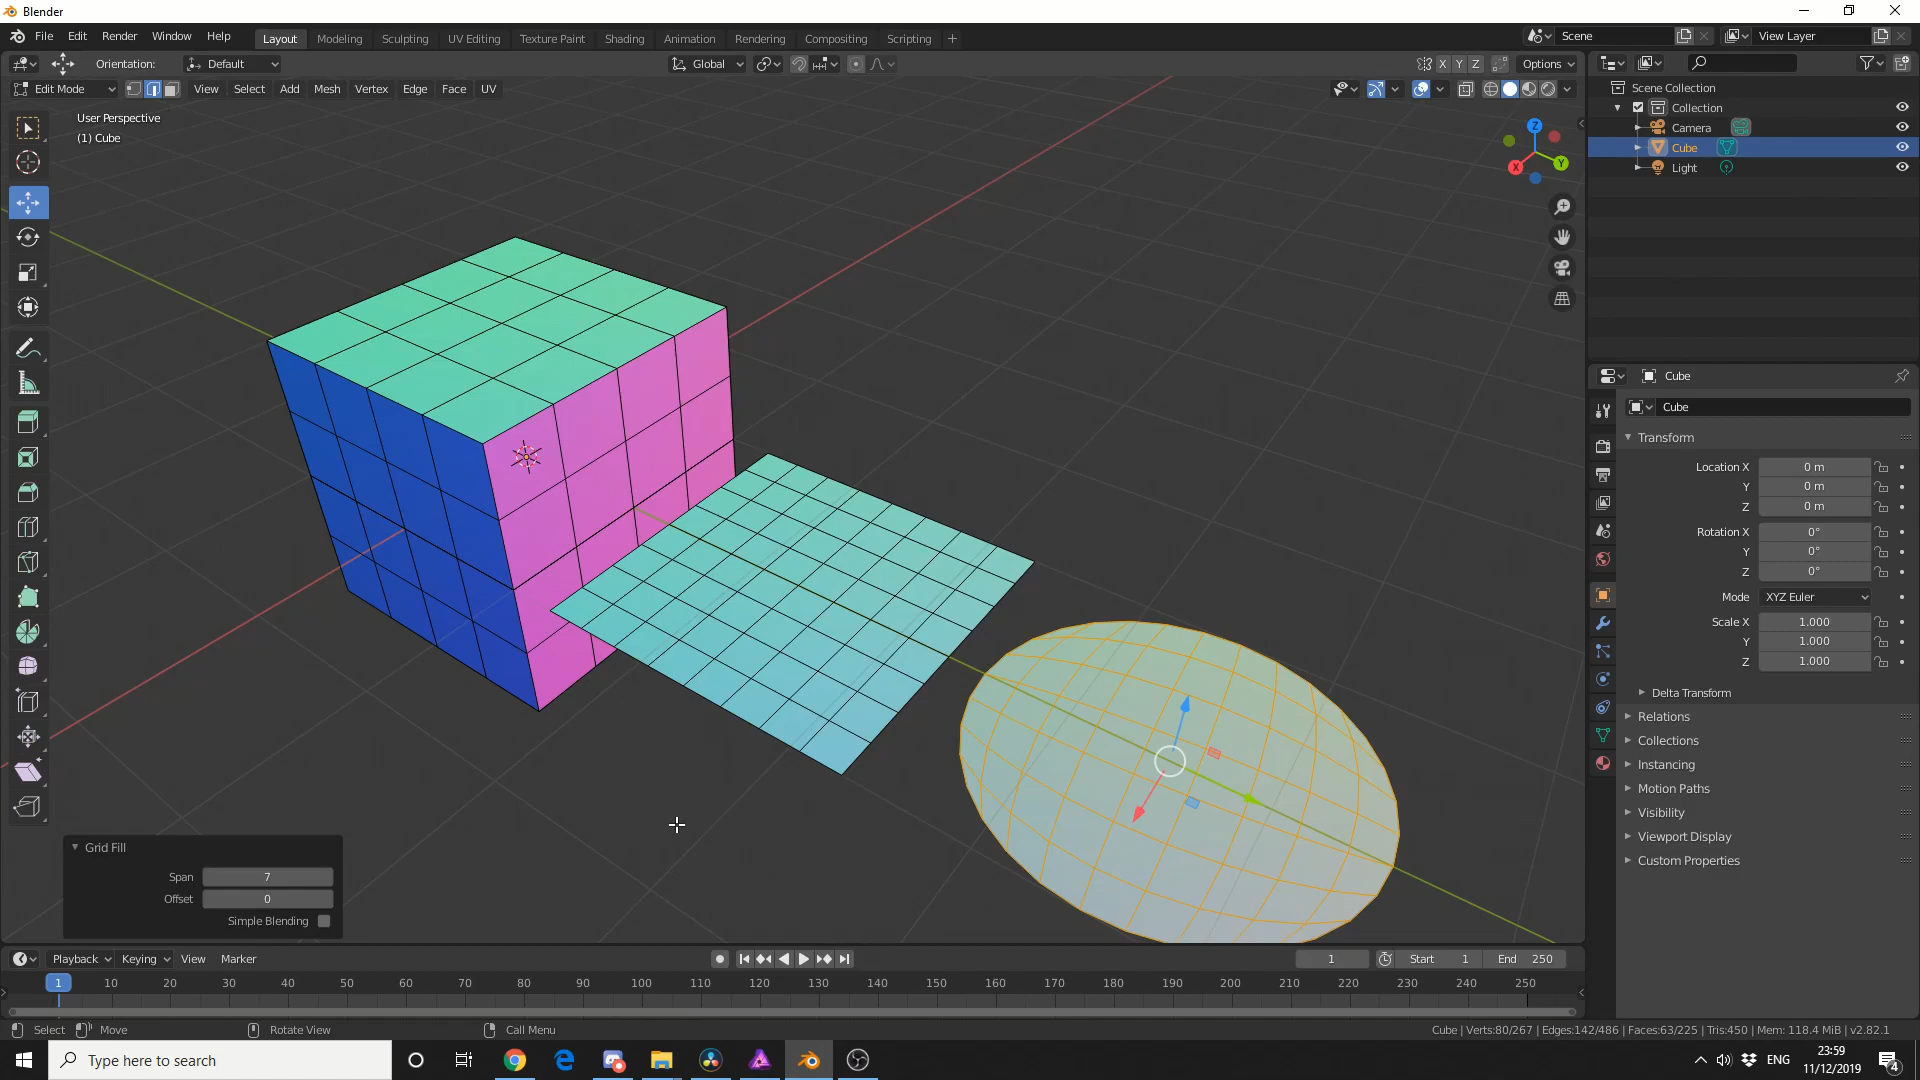 Blender
File Edit Render Window Help
Layout Modeling Sculpting UV Editing Texture Paint Shading Animation Rendering Compositing Scripting +
Scene
View Layer
Orientation: Default
Global
X Y Z
Options
Edit Mode View Select Add Mesh Vertex Edge Face UV
User Perspective
(1) Cube
Z
X
Y
Scene Collection
Collection
Camera
Cube
Light
Cube
Cube
Transform
Location X 0 m
Y 0 m
Z 0 m
Rotation X 0°
Y 0°
Z 0°
Mode XYZ Euler
Scale X 1.000
Y 1.000
Z 1.000
Delta Transform
Relations
Collections
Instancing
Motion Paths
Visibility
Viewport Display
Custom Properties
Grid Fill
Span 7
Offset 0
Simple Blending
Playback Keying View Marker
1
Start 1
End 250
1 10 20 30 40 50 60 70 80 90 100 110 120 130 140 150 160 170 180 190 200 210 220 230 240 250
Select Move Rotate View Call Menu
Cube | Verts:80/267 | Edges:142/486 | Faces:63/225 | Tris:450 | Mem: 118.4 MiB | v2.82.1
Type here to search
ENG
23:59
11/12/2019
4